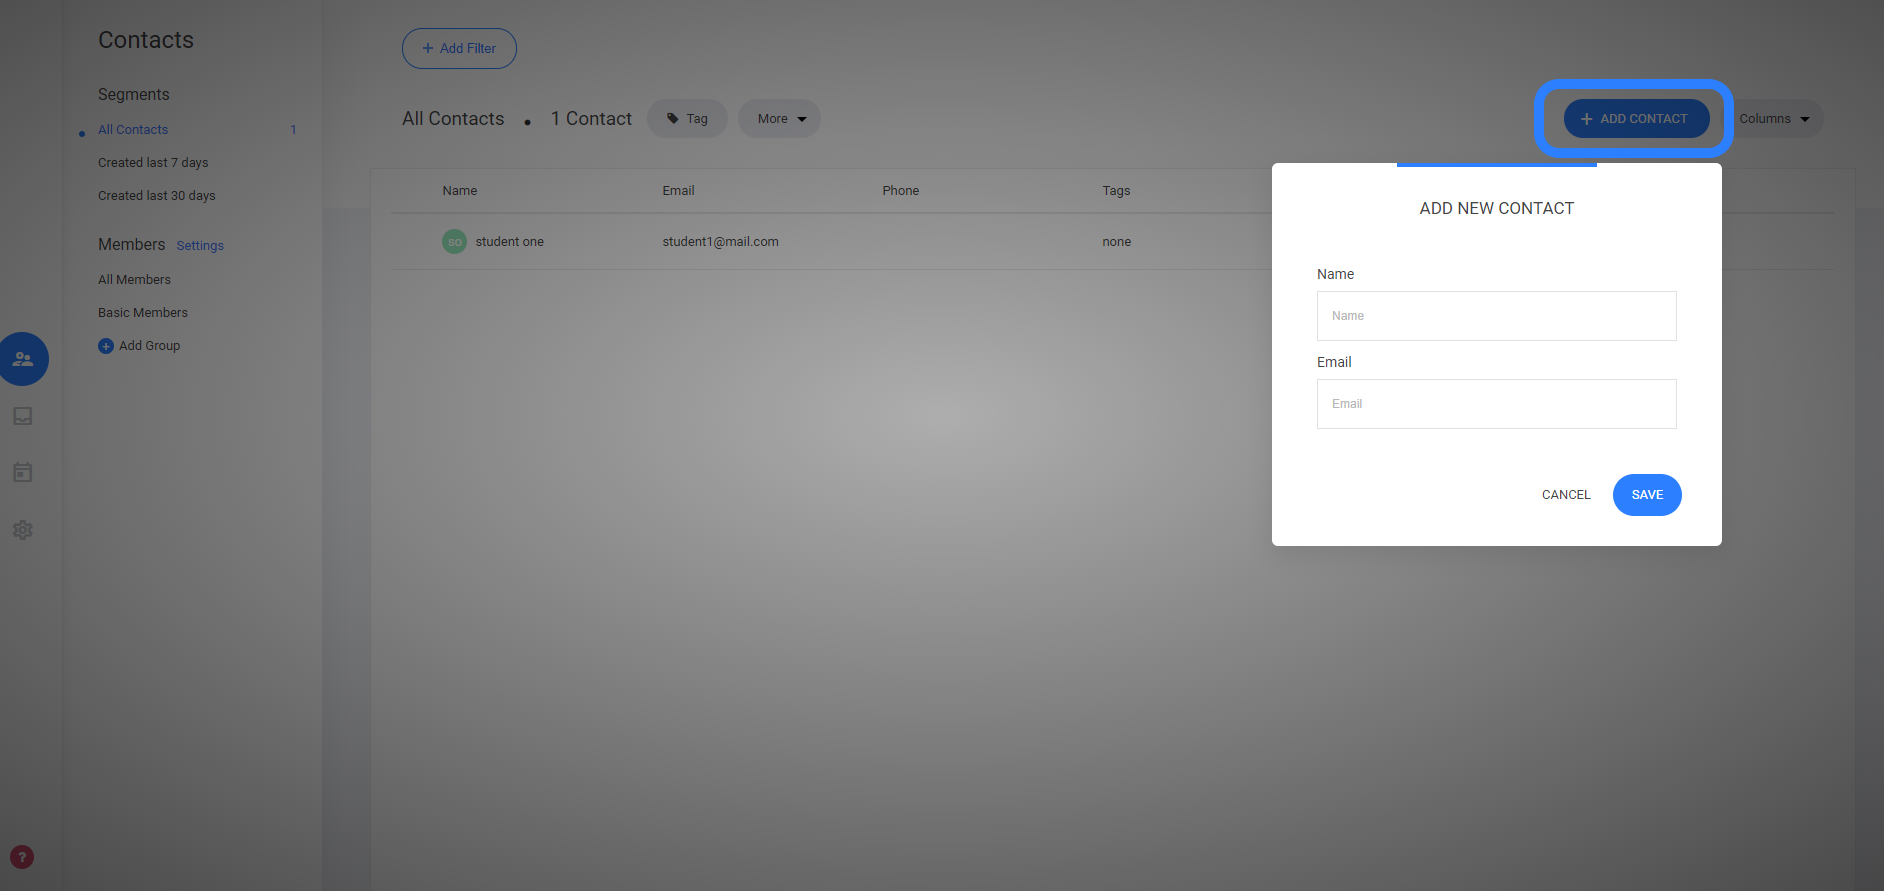 Contacts
Segments
All Contacts 1
Created last 7 days
Created last 30 days
Members Settings
All Members
Basic Members
Add Group
+ Add Filter
All Contacts • 1 Contact Tag More
+ ADD CONTACT Columns
Name Email Phone Tags
SO student one student1@mail.com none
ADD NEW CONTACT
Name
Name
Email
Email
CANCEL SAVE
?